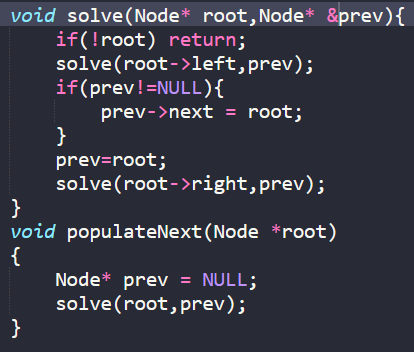 void solve(Node* root,Node* &prev){
    if(!root) return;
    solve(root->left,prev);
    if(prev!=NULL){
        prev->next = root;
    }
    prev=root;
    solve(root->right,prev);
}
void populateNext(Node *root)
{
    Node* prev = NULL;
    solve(root,prev);
}